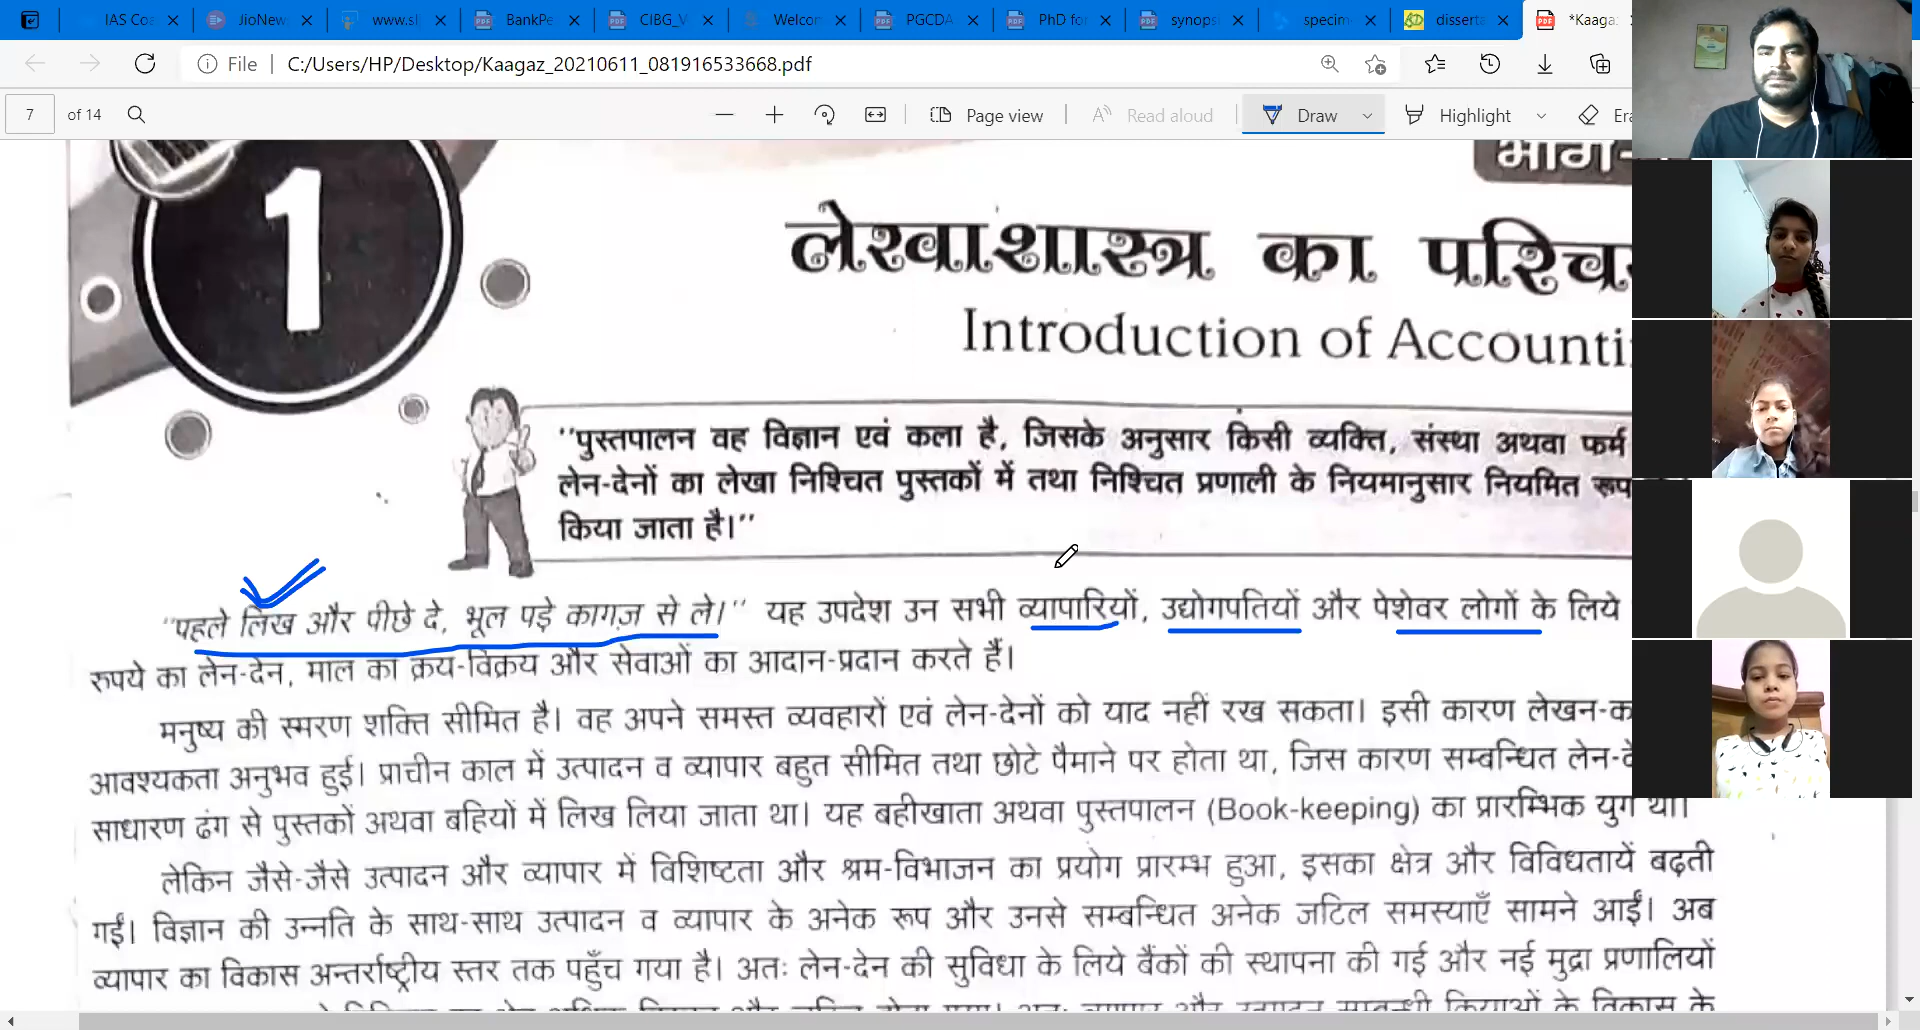 IAS Coa
JioNew
www.sl
BankPe
CIBG_V
Welcon
PGCDA
PhD for
synops
specim
disserta
*Kaaga
File
C:/Users/HP/Desktop/Kaagaz_20210611_081916533668.pdf
7 of 14
Page view
Read aloud
Draw
Highlight
Era
1
भाग-
लेखाशास्त्र का परिचय
Introduction of Accounti
''पुस्तपालन वह विज्ञान एवं कला है, जिसके अनुसार किसी व्यक्ति, संस्था अथवा फर्म
लेन-देनों का लेखा निश्चित पुस्तकों में तथा निश्चित प्रणाली के नियमानुसार नियमित रूप
किया जाता है।''
''पहले लिख और पीछे दे, भूल पड़े कागज़ से ले।'' यह उपदेश उन सभी व्यापारियों, उद्योगपतियों और पेशेवर लोगों के लिये
रुपये का लेन-देन, माल का क्रय-विक्रय और सेवाओं का आदान-प्रदान करते हैं।
मनुष्य की स्मरण शक्ति सीमित है। वह अपने समस्त व्यवहारों एवं लेन-देनों को याद नहीं रख सकता। इसी कारण लेखन-क
आवश्यकता अनुभव हुई। प्राचीन काल में उत्पादन व व्यापार बहुत सीमित तथा छोटे पैमाने पर होता था, जिस कारण सम्बन्धित लेन-दे
साधारण ढंग से पुस्तकों अथवा बहियों में लिख लिया जाता था। यह बहीखाता अथवा पुस्तपालन (Book-keeping) का प्रारम्भिक युग था।
लेकिन जैसे-जैसे उत्पादन और व्यापार में विशिष्टता और श्रम-विभाजन का प्रयोग प्रारम्भ हुआ, इसका क्षेत्र और विविधतायें बढ़ती
गईं। विज्ञान की उन्नति के साथ-साथ उत्पादन व व्यापार के अनेक रूप और उनसे सम्बन्धित अनेक जटिल समस्याएँ सामने आईं। अब
व्यापार का विकास अन्तर्राष्ट्रीय स्तर तक पहुँच गया है। अतः लेन-देन की सुविधा के लिये बैंकों की स्थापना की गई और नई मुद्रा प्रणालियों